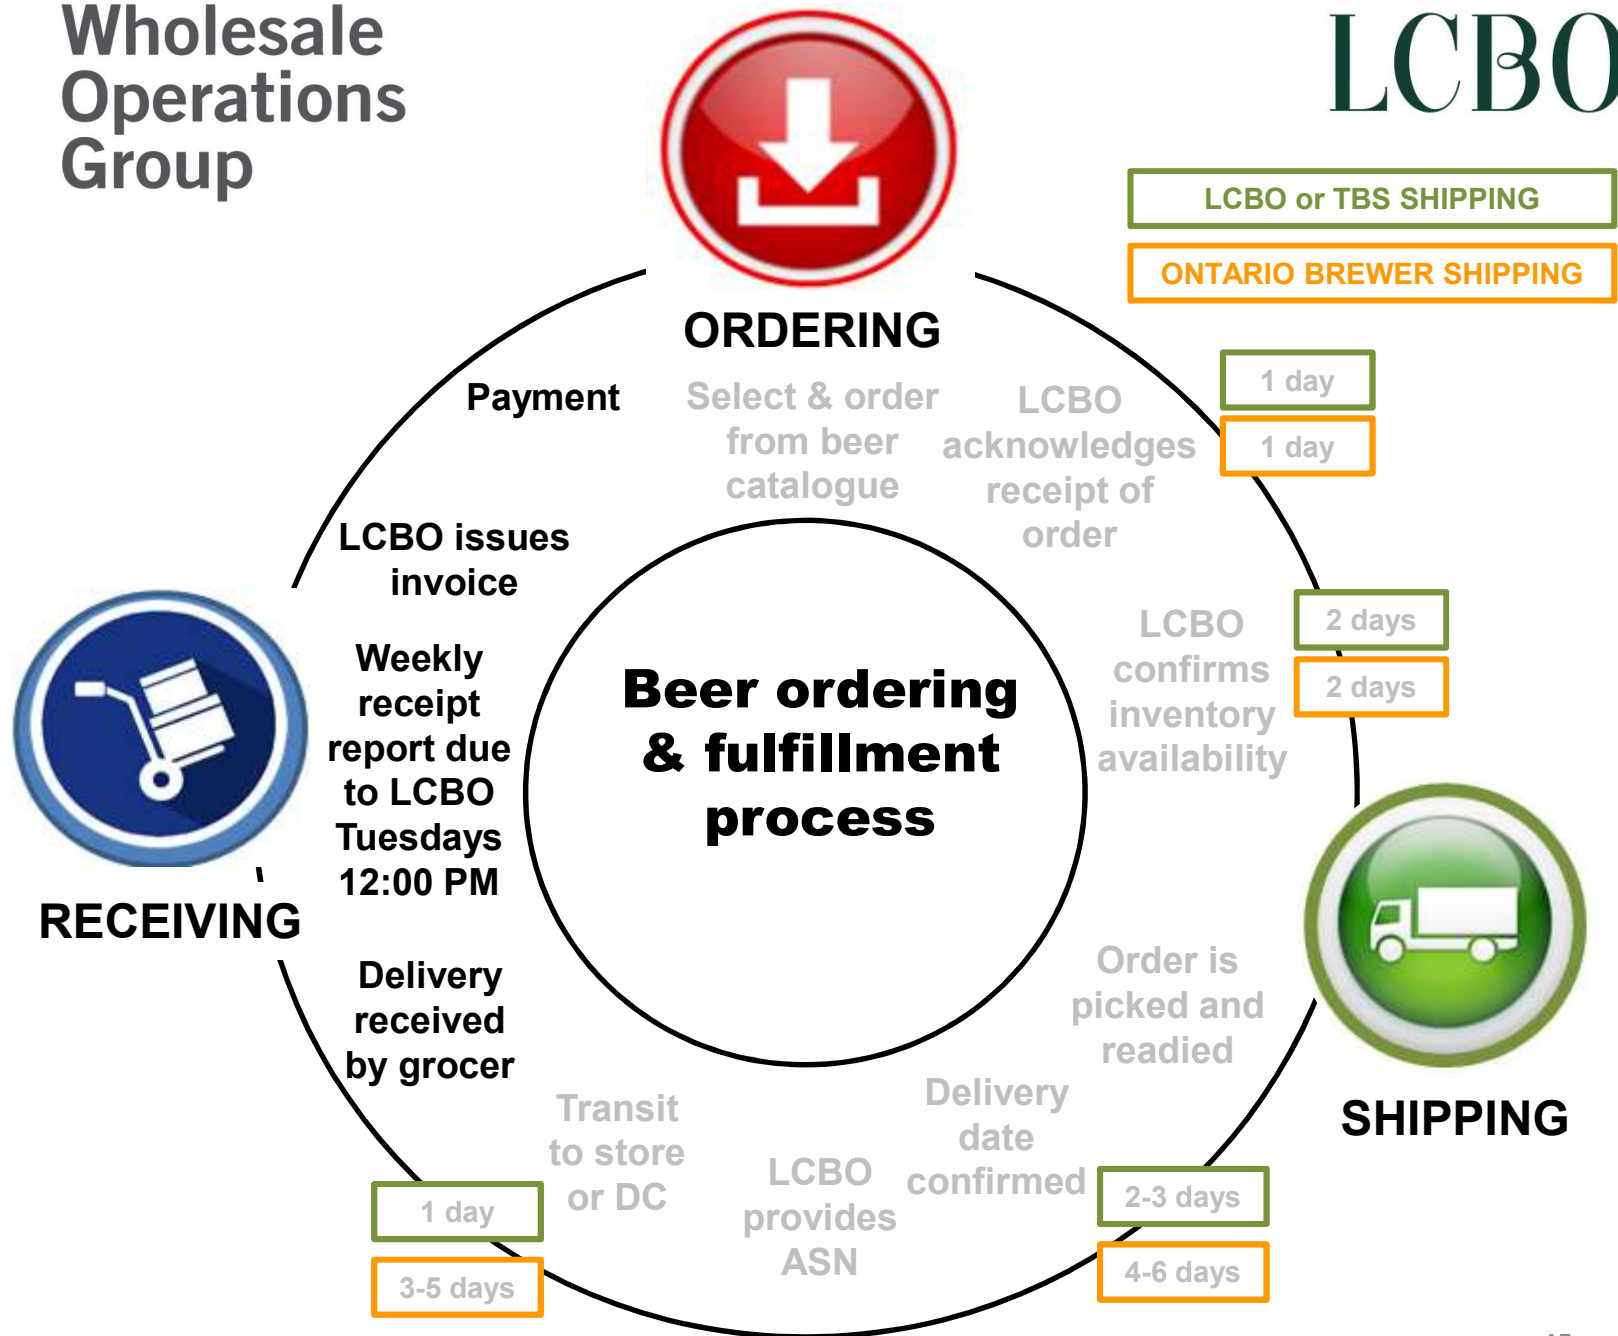 Wholesale
Operations
Group
LCBO
LCBO or TBS SHIPPING
ONTARIO BREWER SHIPPING
ORDERING
Select & order
from beer
catalogue
LCBO
acknowledges
receipt of
order
1 day
1 day
LCBO
confirms
inventory
availability
2 days
2 days
SHIPPING
Order is
picked and
readied
Delivery
date
confirmed
2-3 days
4-6 days
LCBO
provides
ASN
Transit
to store
or DC
1 day
3-5 days
RECEIVING
Delivery
received
by grocer
Weekly
receipt
report due
to LCBO
Tuesdays
12:00 PM
LCBO issues
invoice
Payment
Beer ordering
& fulfillment
process